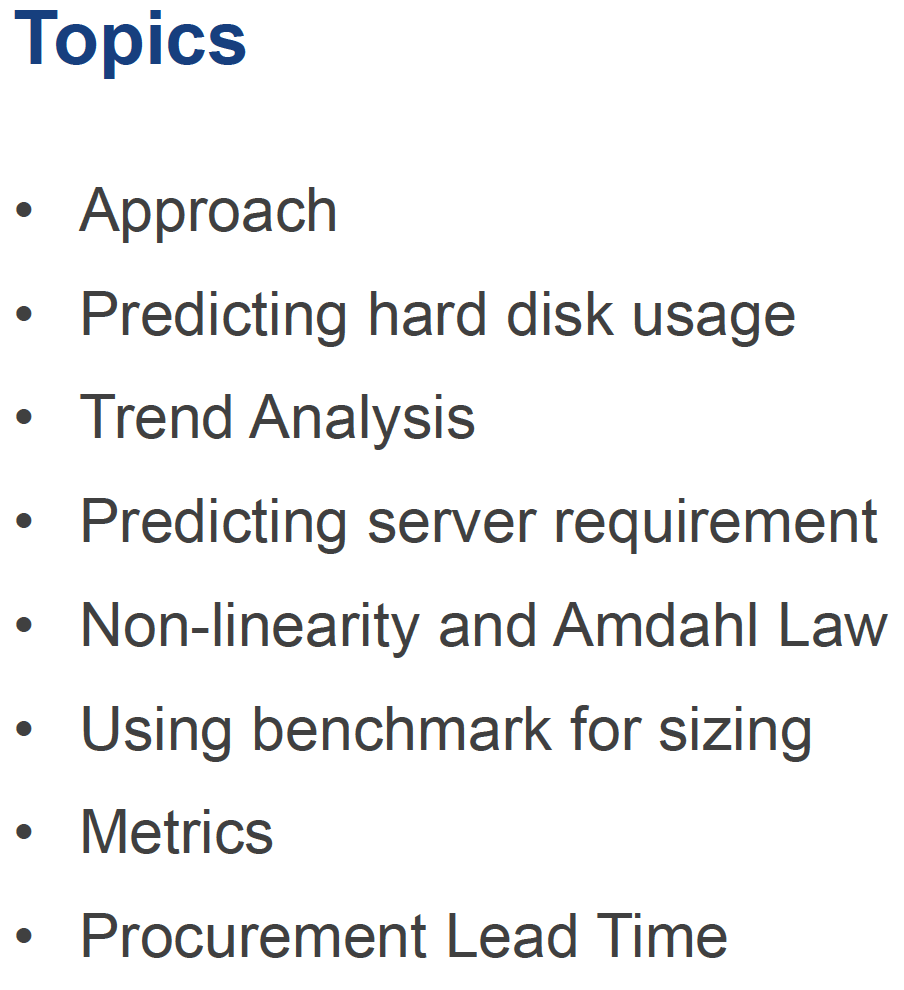 Topics
• Approach
• Predicting hard disk usage
• Trend Analysis
• Predicting server requirement
• Non-linearity and Amdahl Law
• Using benchmark for sizing
• Metrics
• Procurement Lead Time